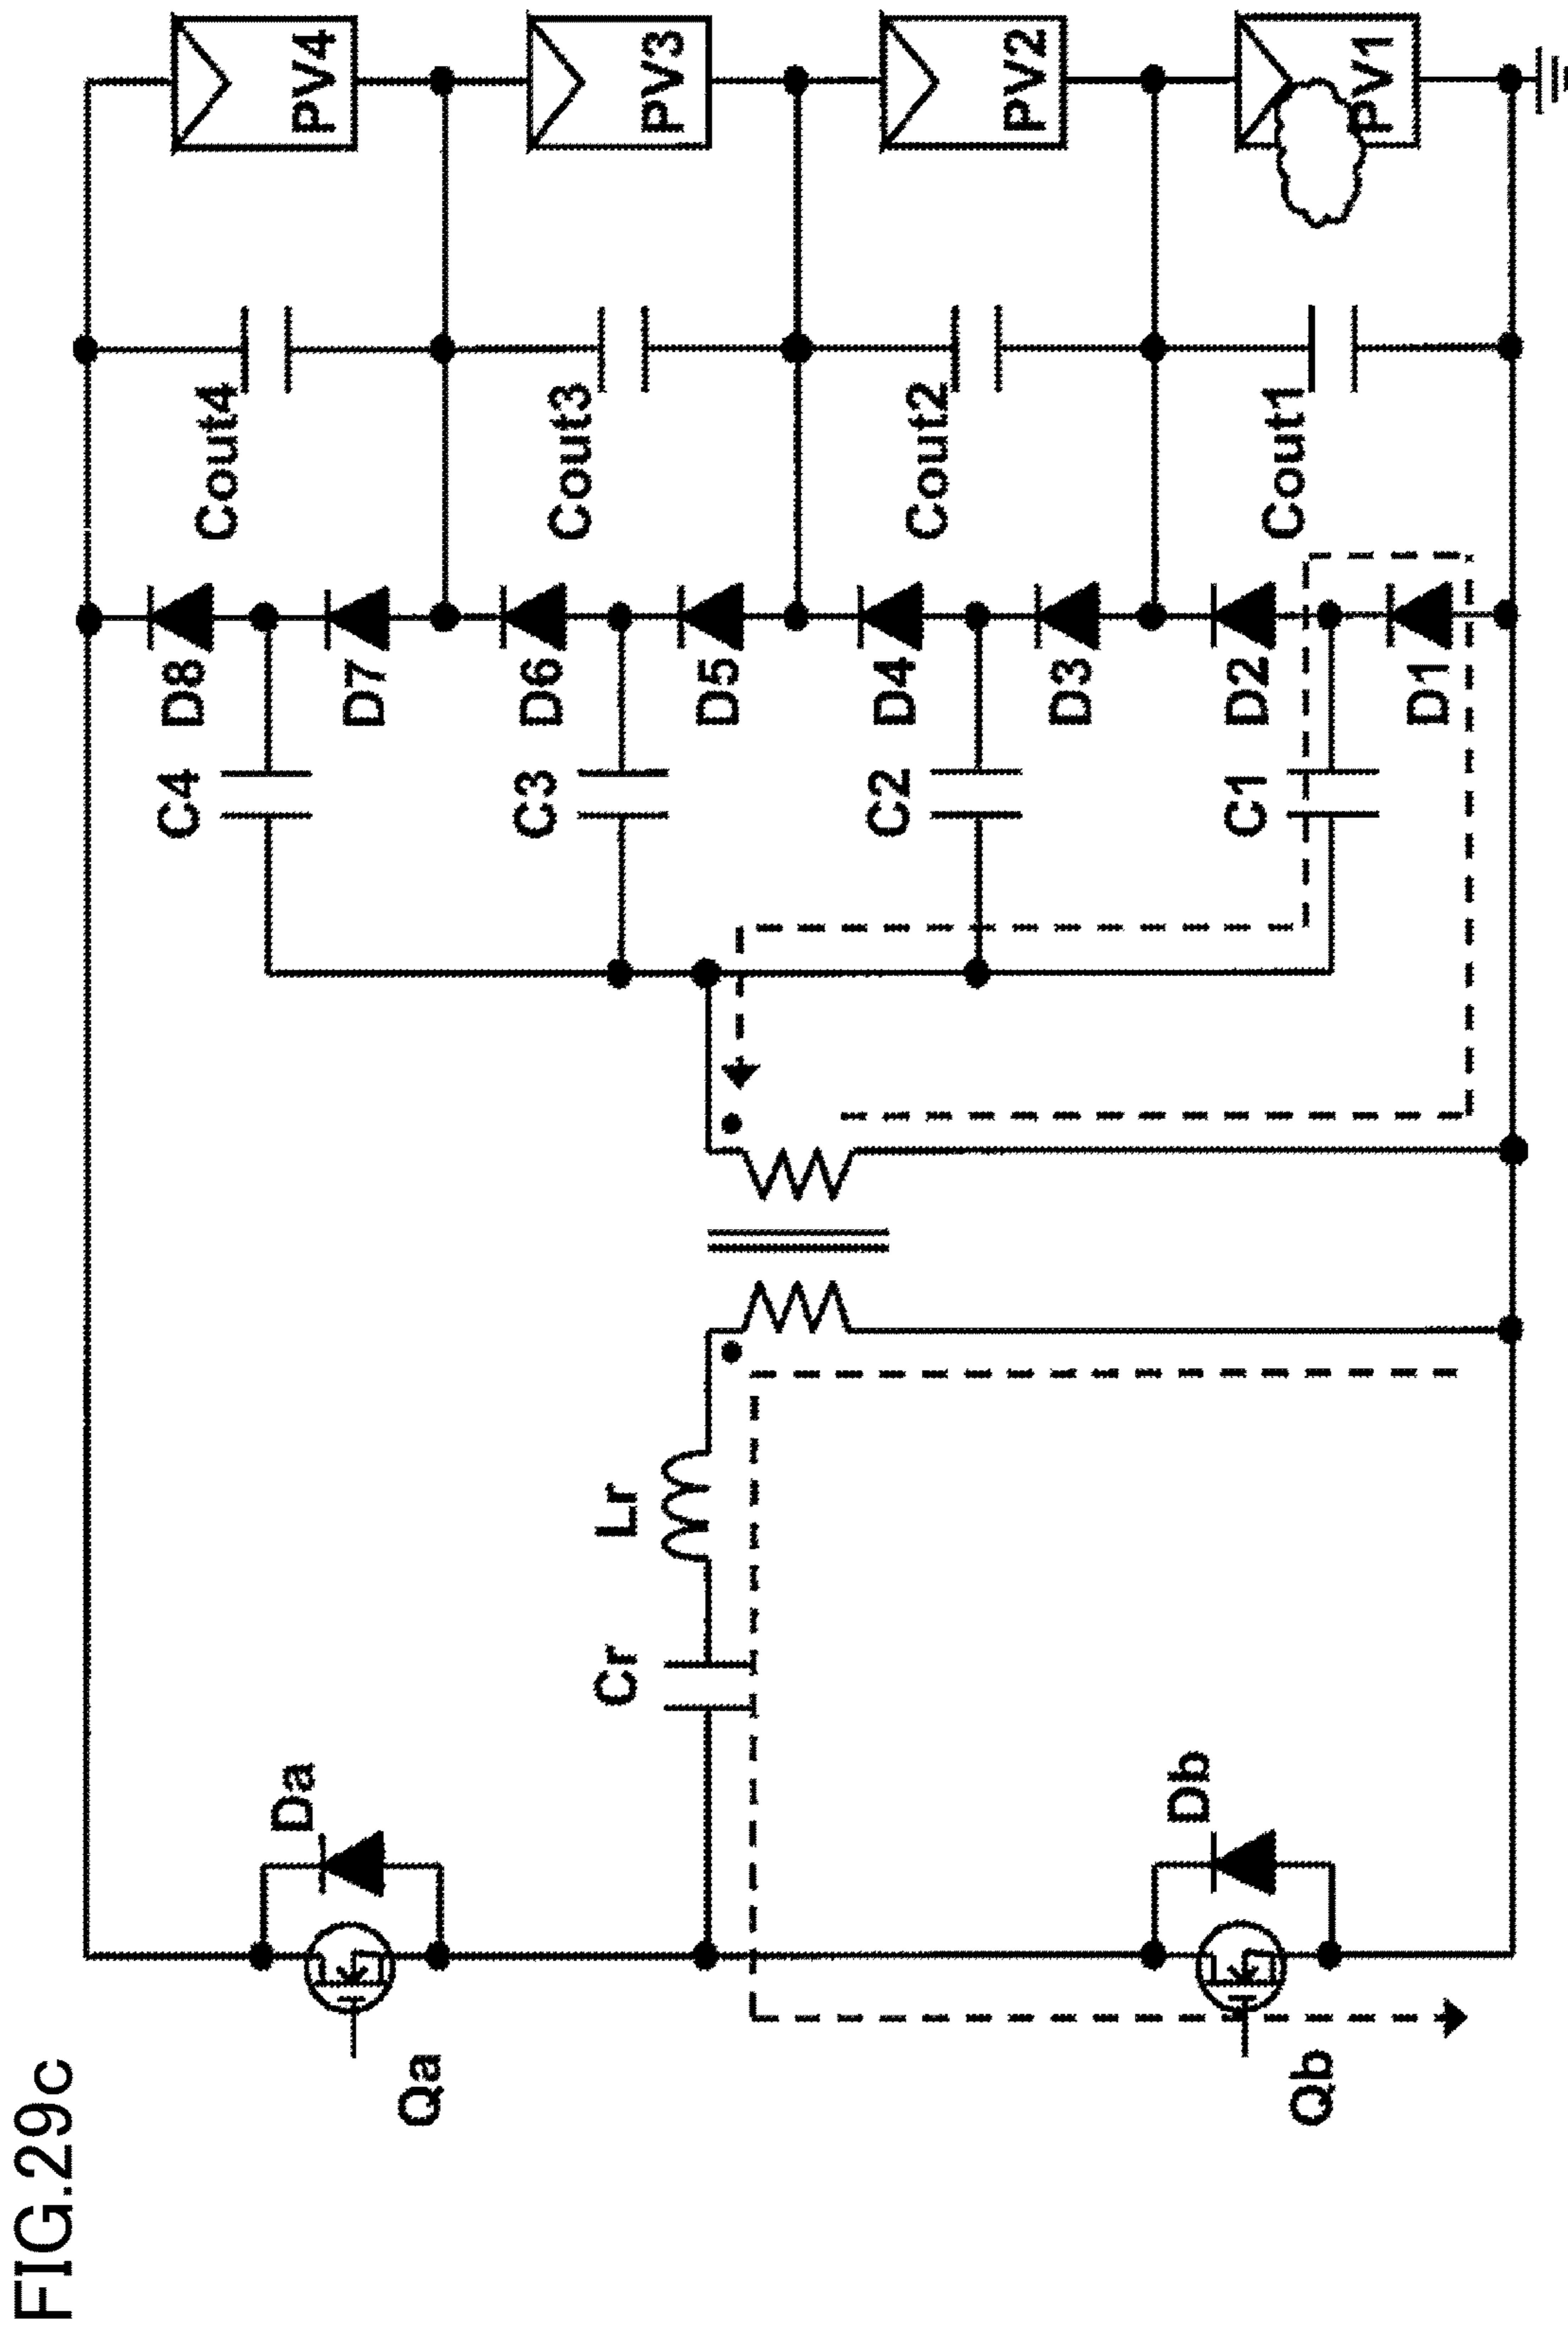 FIG.29c
Qa
Da
Qb
Db
Cr
Lr
C4
C3
C2
C1
D8
D7
D6
D5
D4
D3
D2
D1
Cout4
Cout3
Cout2
Cout1
PV4
PV3
PV2
PV1